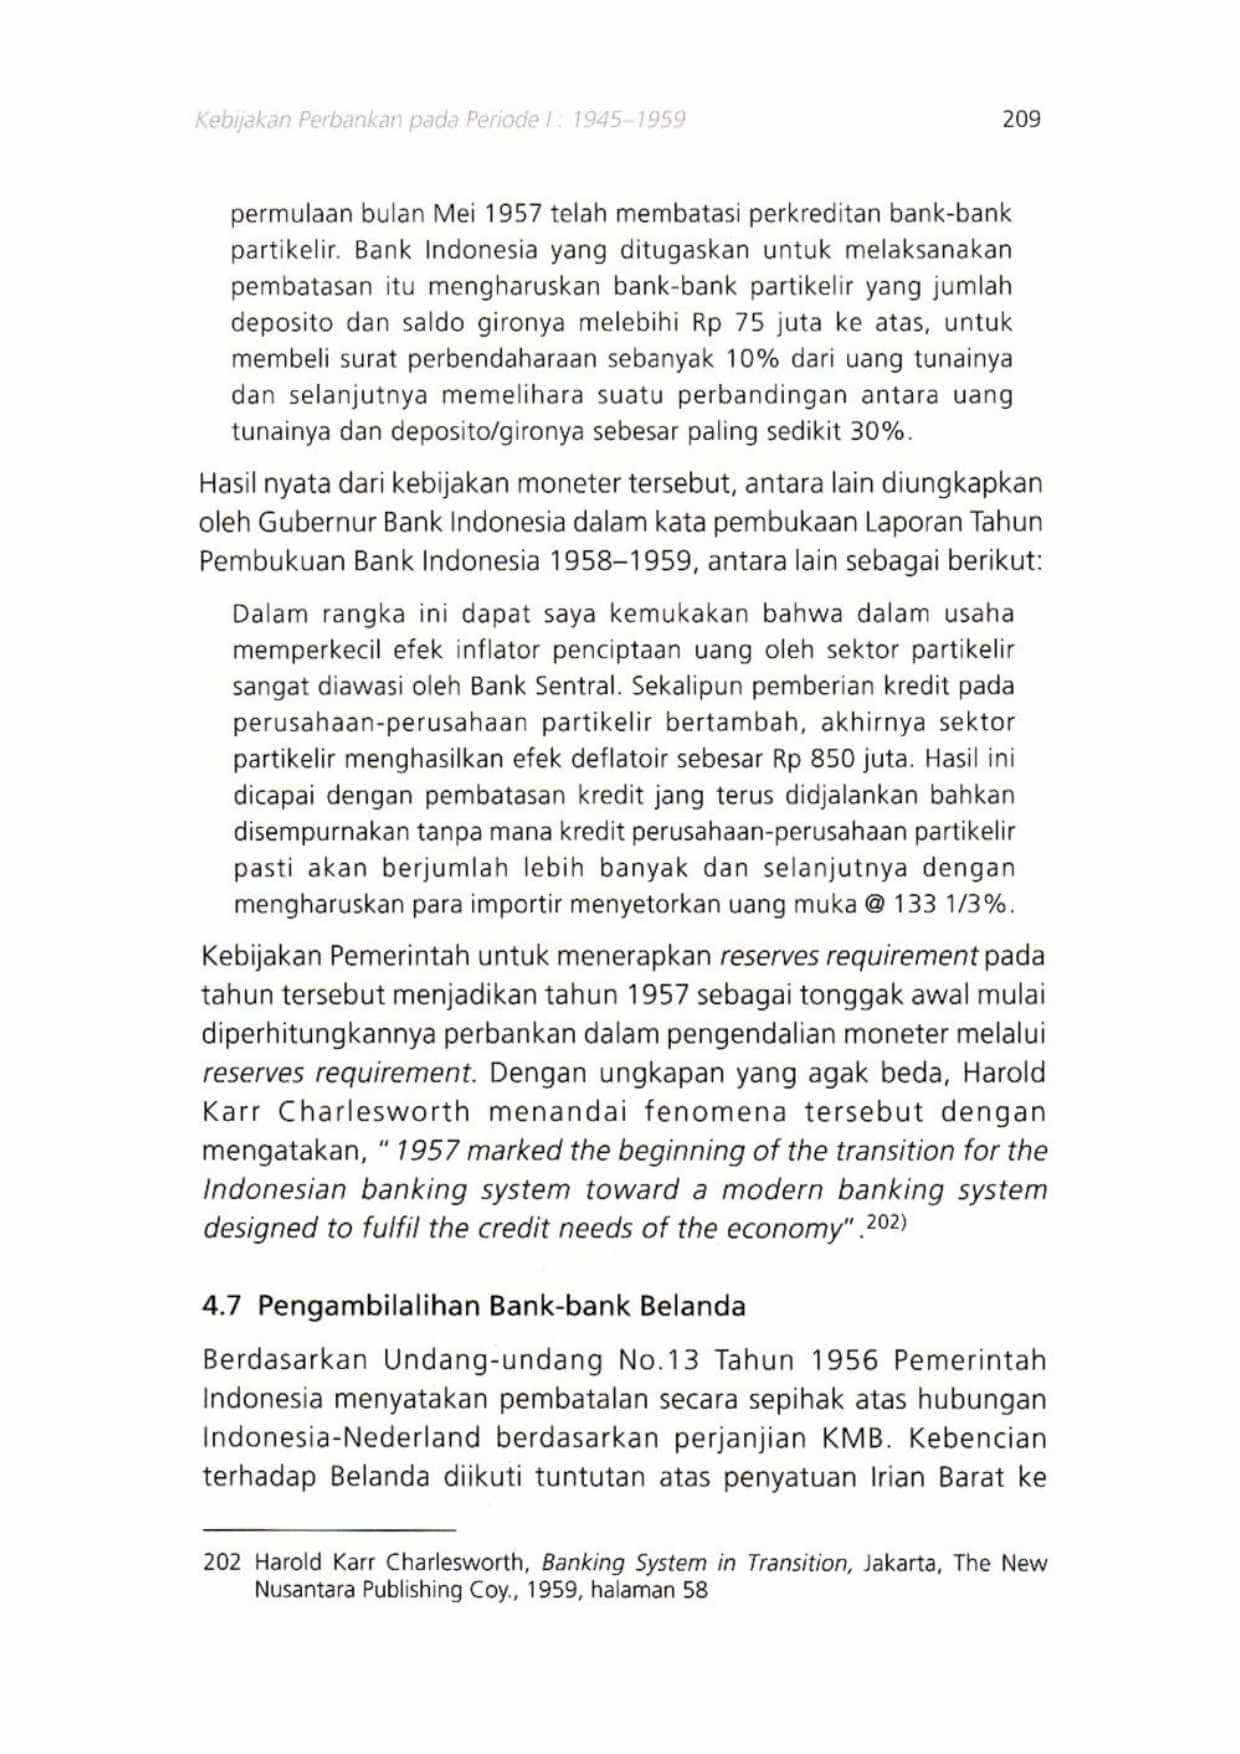 Kebijakan Perbankan pada Periode I : 1945–1959 209
permulaan bulan Mei 1957 telah membatasi perkreditan bank-bank
partikelir. Bank Indonesia yang ditugaskan untuk melaksanakan
pembatasan itu mengharuskan bank-bank partikelir yang jumlah
deposito dan saldo gironya melebihi Rp 75 juta ke atas, untuk
membeli surat perbendaharaan sebanyak 10% dari uang tunainya
dan selanjutnya memelihara suatu perbandingan antara uang
tunainya dan deposito/gironya sebesar paling sedikit 30%.
Hasil nyata dari kebijakan moneter tersebut, antara lain diungkapkan
oleh Gubernur Bank Indonesia dalam kata pembukaan Laporan Tahun
Pembukuan Bank Indonesia 1958–1959, antara lain sebagai berikut:
Dalam rangka ini dapat saya kemukakan bahwa dalam usaha
memperkecil efek inflator penciptaan uang oleh sektor partikelir
sangat diawasi oleh Bank Sentral. Sekalipun pemberian kredit pada
perusahaan-perusahaan partikelir bertambah, akhirnya sektor
partikelir menghasilkan efek deflatoir sebesar Rp 850 juta. Hasil ini
dicapai dengan pembatasan kredit jang terus didjalankan bahkan
disempurnakan tanpa mana kredit perusahaan-perusahaan partikelir
pasti akan berjumlah lebih banyak dan selanjutnya dengan
mengharuskan para importir menyetorkan uang muka @ 133 1/3%.
Kebijakan Pemerintah untuk menerapkan reserves requirement pada
tahun tersebut menjadikan tahun 1957 sebagai tonggak awal mulai
diperhitungkannya perbankan dalam pengendalian moneter melalui
reserves requirement. Dengan ungkapan yang agak beda, Harold
Karr Charlesworth menandai fenomena tersebut dengan
mengatakan, " 1957 marked the beginning of the transition for the
Indonesian banking system toward a modern banking system
designed to fulfil the credit needs of the economy".202)
4.7 Pengambilalihan Bank-bank Belanda
Berdasarkan Undang-undang No.13 Tahun 1956 Pemerintah
Indonesia menyatakan pembatalan secara sepihak atas hubungan
Indonesia-Nederland berdasarkan perjanjian KMB. Kebencian
terhadap Belanda diikuti tuntutan atas penyatuan Irian Barat ke
202 Harold Karr Charlesworth, Banking System in Transition, Jakarta, The New
Nusantara Publishing Coy., 1959, halaman 58